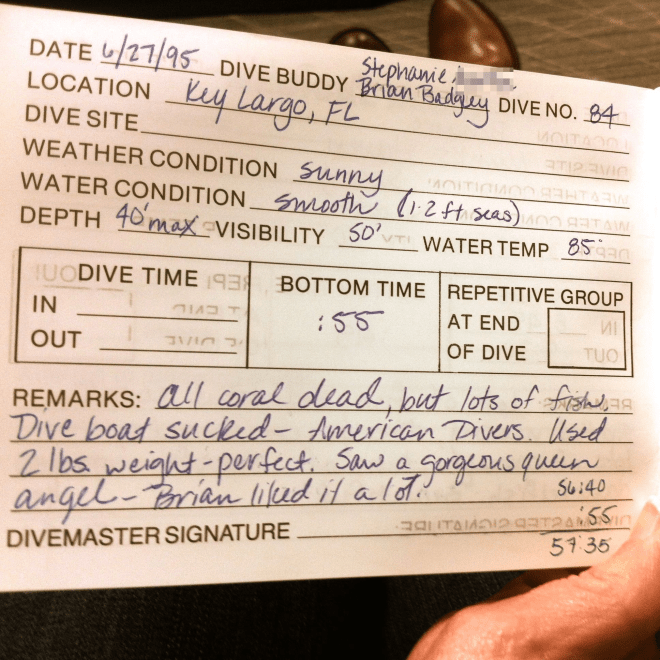 DATE 6/27/95 DIVE BUDDY Stephanie
Brian Badgley DIVE NO. 84
LOCATION Key Largo, FL
DIVE SITE
WEATHER CONDITION sunny
WATER CONDITION smooth (1-2 ft seas)
DEPTH 40' max VISIBILITY 50' WATER TEMP 85°
DIVE TIME
IN
OUT
BOTTOM TIME
:55
REPETITIVE GROUP
AT END
OF DIVE
REMARKS: All coral dead, but lots of fish.
Dive boat sucked - American Divers. Used
2 lbs. weight - perfect. Saw a gorgeous queen
angel - Brian liked it a lot.
56:40
:55
57:35
DIVEMASTER SIGNATURE